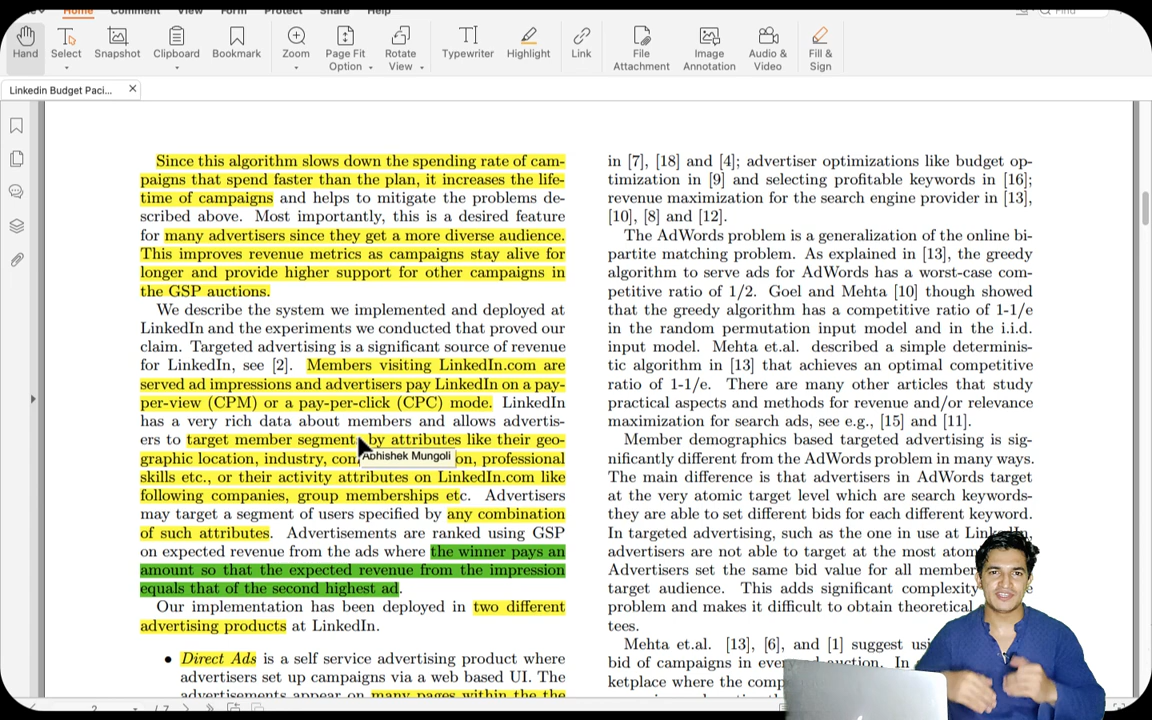 Home Comment View Form Protect Share Help
Find
Hand
Select
Snapshot
Clipboard
Bookmark
Zoom
Page Fit
Option
Rotate
View
Typewriter
Highlight
Link
File
Attachment
Image
Annotation
Audio &
Video
Fill &
Sign
Linkedin Budget Paci...
Since this algorithm slows down the spending rate of cam-
paigns that spend faster than the plan, it increases the life-
time of campaigns and helps to mitigate the problems de-
scribed above. Most importantly, this is a desired feature
for many advertisers since they get a more diverse audience.
This improves revenue metrics as campaigns stay alive for
longer and provide higher support for other campaigns in
the GSP auctions.
We describe the system we implemented and deployed at
LinkedIn and the experiments we conducted that proved our
claim. Targeted advertising is a significant source of revenue
for LinkedIn, see [2]. Members visiting LinkedIn.com are
served ad impressions and advertisers pay LinkedIn on a pay-
per-view (CPM) or a pay-per-click (CPC) mode. LinkedIn
has a very rich data about members and allows advertis-
ers to target member segment by attributes like their geo-
graphic location, industry, on, professional
Abhishek Mungoli
skills etc., or their activity attributes on LinkedIn.com like
following companies, group memberships etc. Advertisers
may target a segment of users specified by any combination
of such attributes. Advertisements are ranked using GSP
on expected revenue from the ads where the winner pays an
amount so that the expected revenue from the impression
equals that of the second highest ad.
Our implementation has been deployed in two different
advertising products at LinkedIn.
• Direct Ads is a self service advertising product where
advertisers set up campaigns via a web based UI. The
advertisements appear on many pages within the the
in [7], [18] and [4]; advertiser optimizations like budget op-
timization in [9] and selecting profitable keywords in [16];
revenue maximization for the search engine provider in [13],
[10], [8] and [12].
The AdWords problem is a generalization of the online bi-
partite matching problem. As explained in [13], the greedy
algorithm to serve ads for AdWords has a worst-case com-
petitive ratio of 1/2. Goel and Mehta [10] though showed
that the greedy algorithm has a competitive ratio of 1-1/e
in the random permutation input model and in the i.i.d.
input model. Mehta et.al. described a simple determinis-
tic algorithm in [13] that achieves an optimal competitive
ratio of 1-1/e. There are many other articles that study
practical aspects and methods for revenue and/or relevance
maximization for search ads, see e.g., [15] and [11].
Member demographics based targeted advertising is sig-
nificantly different from the AdWords problem in many ways.
The main difference is that advertisers in AdWords target
at the very atomic target level which are search keywords-
they are able to set different bids for each different keyword.
In targeted advertising, such as the one in use at LinkedIn,
advertisers are not able to target at the most atom
Advertisers set the same bid value for all member
target audience. This adds significant complexity
problem and makes it difficult to obtain theoretical
tees.
Mehta et.al. [13], [6], and [1] suggest usi
bid of campaigns in every auction. In
ketplace where the comp